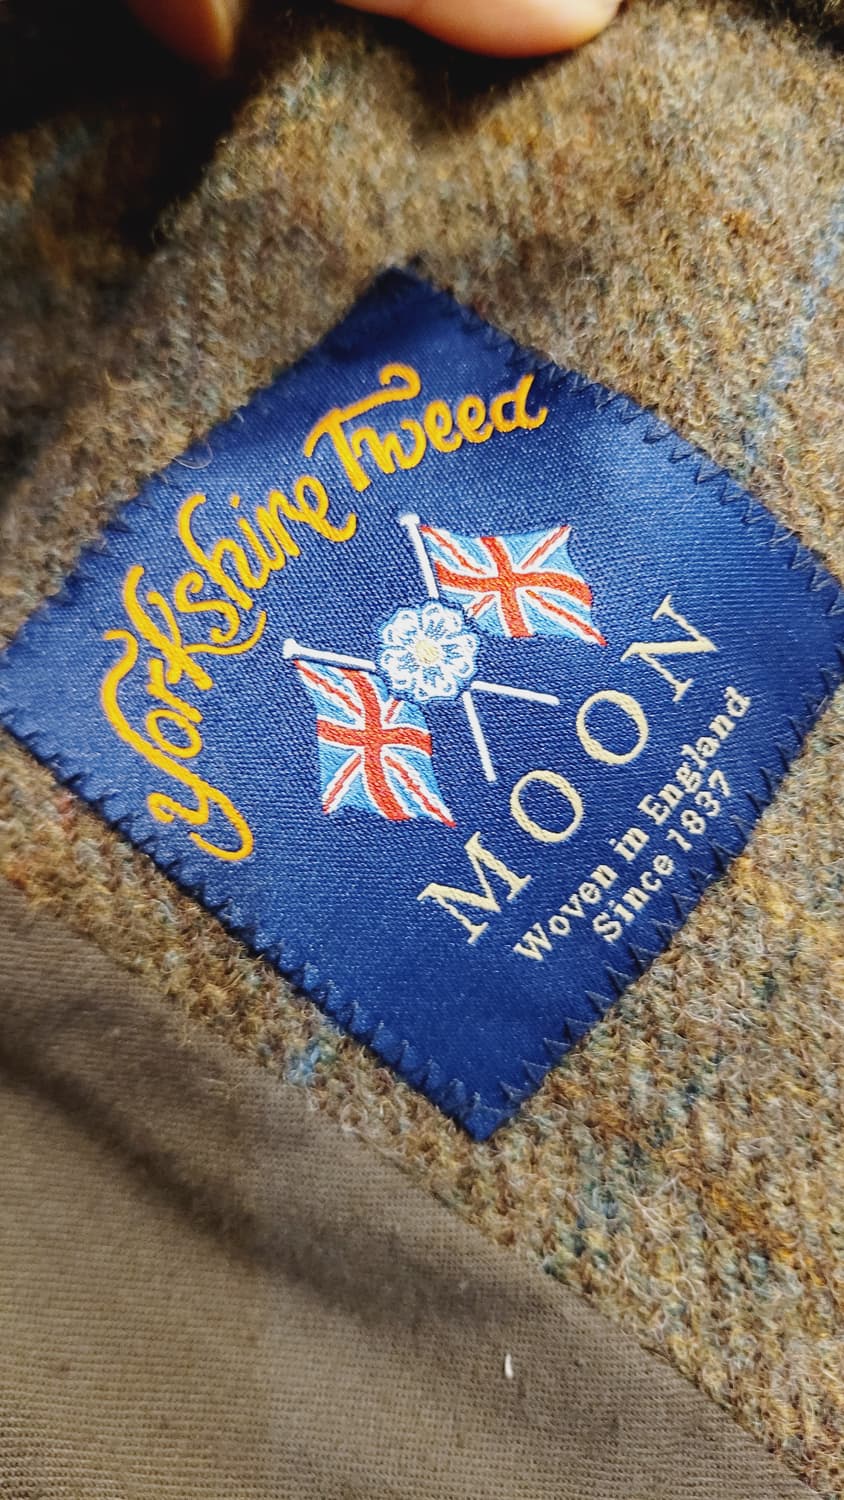 Yorkshire Tweed
MOON
Woven in England
Since 1837